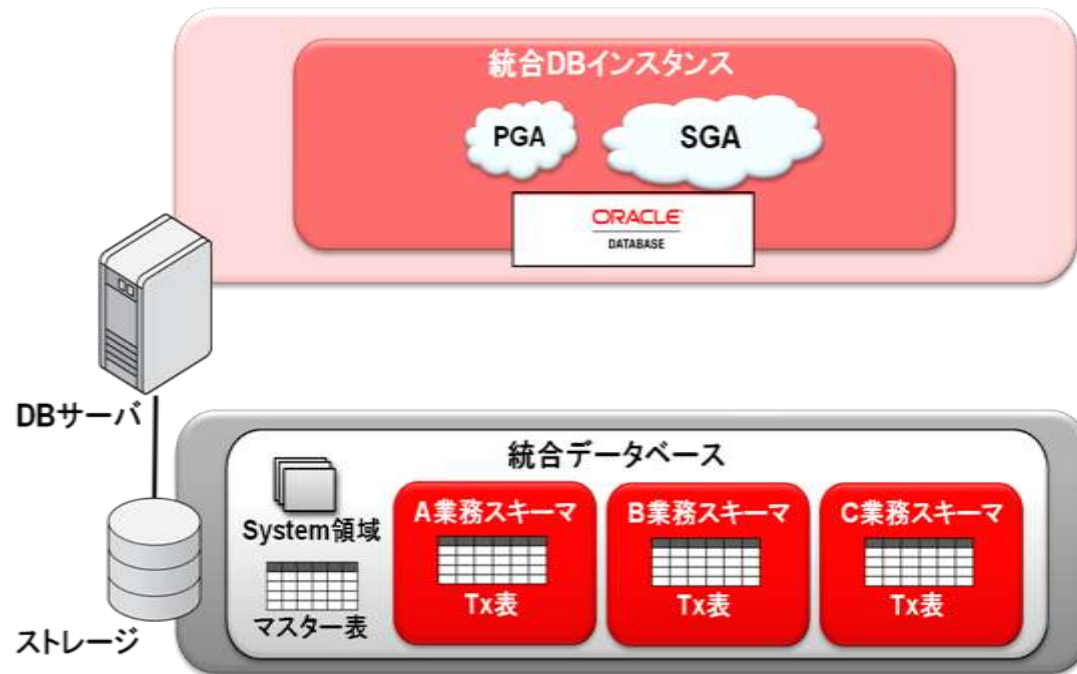 統合DBインスタンス
PGA
SGA
ORACLE
DATABASE
DBサーバ
統合データベース
System領域
マスター表
A業務スキーマ
Tx表
B業務スキーマ
Tx表
C業務スキーマ
Tx表
ストレージ